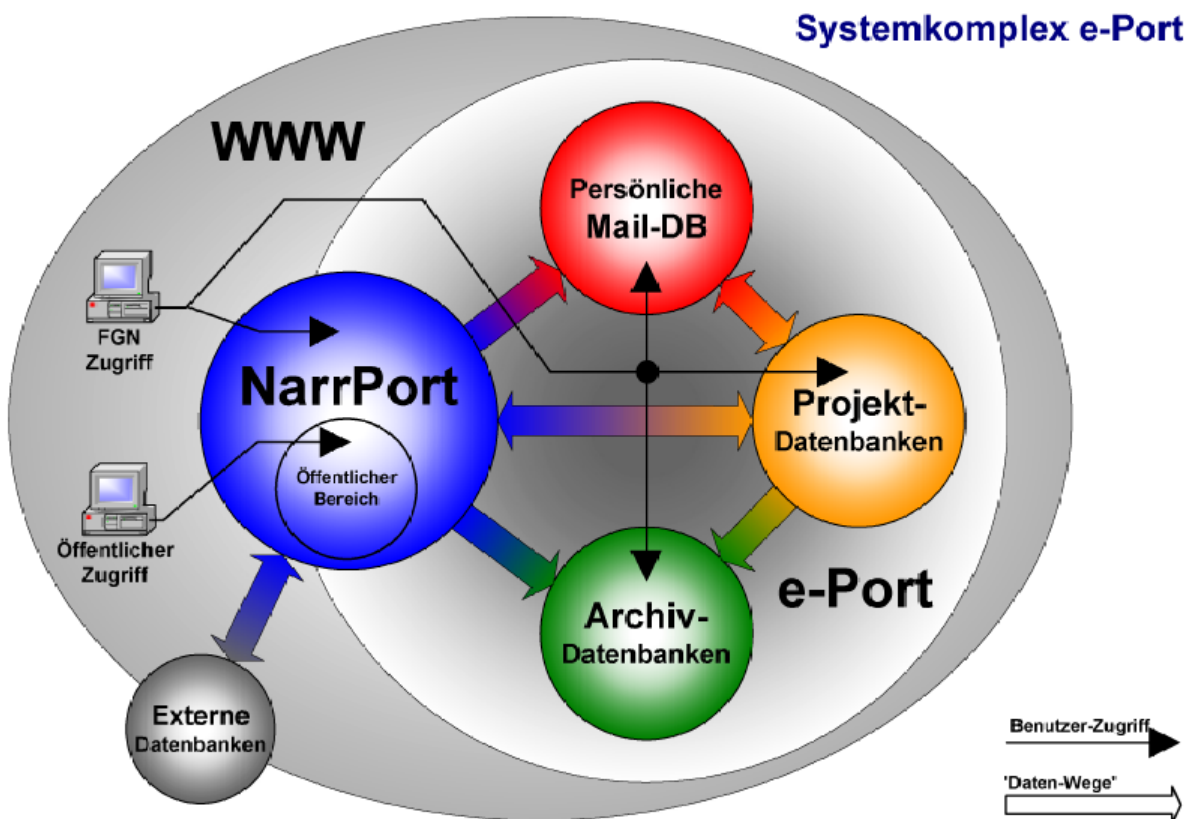 Systemkomplex e-Port
WWW
Persönliche
Mail-DB
FGN
Zugriff
NarrPort
Projekt-
Datenbanken
Öffentlicher
Bereich
Öffentlicher
Zugriff
e-Port
Archiv-
Datenbanken
Externe
Datenbanken
Benutzer-Zugriff
'Daten-Wege'